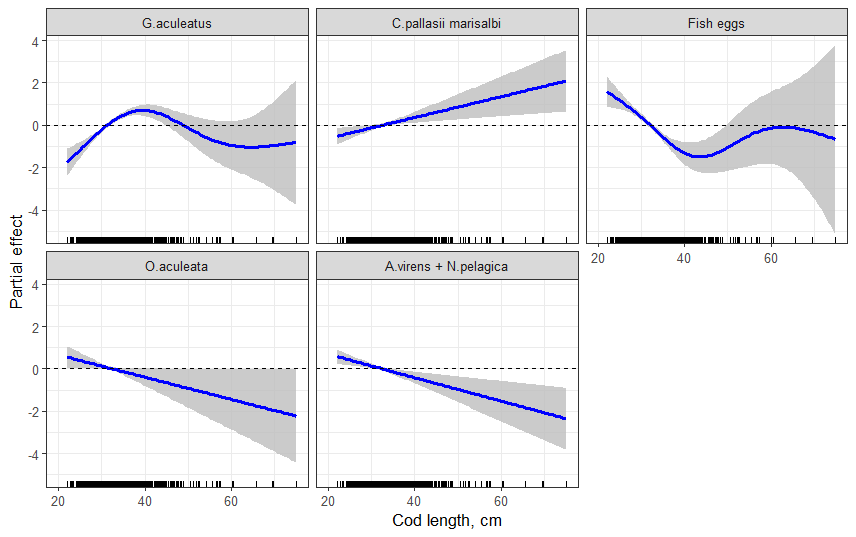 G.aculeatus
C.pallasii marisalbi
Fish eggs
4
2
0
-2
-4
20
40
60
O.aculeata
A.virens + N.pelagica
4
2
0
-2
-4
20
40
60
20
40
60
Partial effect
Cod length, cm